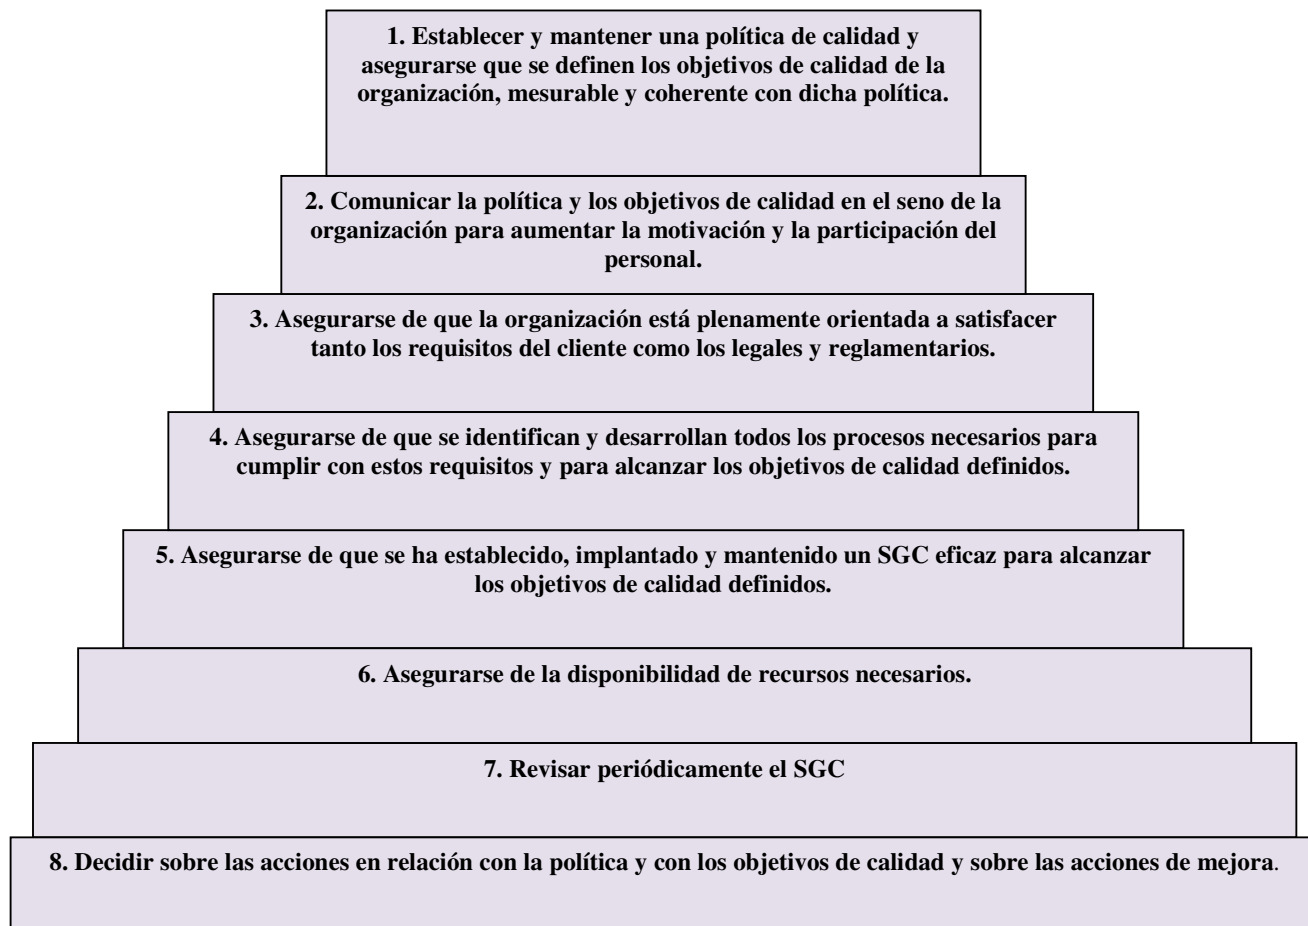 1. Establecer y mantener una política de calidad y
asegurarse que se definen los objetivos de calidad de la
organización, mesurable y coherente con dicha política.
2. Comunicar la política y los objetivos de calidad en el seno de la
organización para aumentar la motivación y la participación del
personal.
3. Asegurarse de que la organización está plenamente orientada a satisfacer
tanto los requisitos del cliente como los legales y reglamentarios.
4. Asegurarse de que se identifican y desarrollan todos los procesos necesarios para
cumplir con estos requisitos y para alcanzar los objetivos de calidad definidos.
5. Asegurarse de que se ha establecido, implantado y mantenido un SGC eficaz para alcanzar
los objetivos de calidad definidos.
6. Asegurarse de la disponibilidad de recursos necesarios.
7. Revisar periódicamente el SGC
8. Decidir sobre las acciones en relación con la política y con los objetivos de calidad y sobre las acciones de mejora.